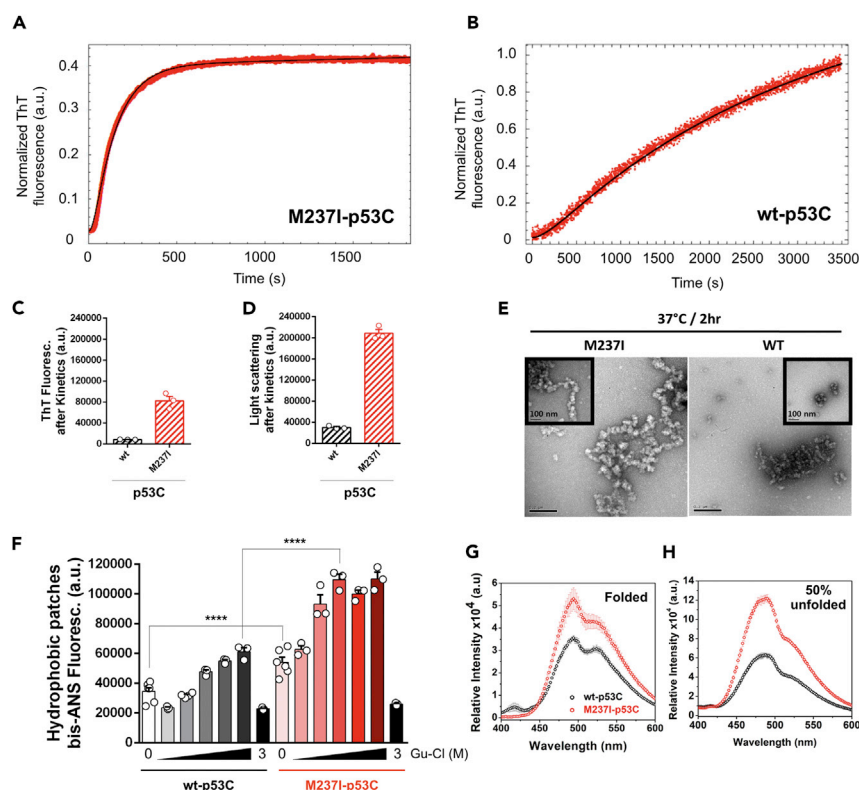 A
Normalized ThT
fluorescence (a.u.)
0.4
0.2
0.2
0
0
500
1000
1500
Time (s)
M237I-p53C
B
Normalized ThT
fluorescence (a.u.)
1.0
0.8
0.6
0.4
0.2
0
0
500
1000
1500
2000
2500
3000
3500
Time (s)
wt-p53C
C
ThT Fluoresc.
after Kinetics (a.u.)
240000
200000
160000
120000
80000
40000
0
wt
M237I
p53C
D
Light scattering
after Kinetics (a.u.)
240000
200000
160000
120000
80000
40000
0
wt
M237I
p53C
E
37°C / 2hr
M237I
WT
100 nm
100 nm
F
Hydrophobic patches
bis-ANS Fluoresc. (a.u.)
120000
100000
80000
60000
40000
20000
0
****
****
0
3
0
3
Gu-Cl (M)
wt-p53C
M237I-p53C
G
Relative Intensity x10⁴ (a.u)
6
5
4
3
2
1
0
Folded
wt-p53C
M237I-p53C
400
450
500
550
600
Wavelength (nm)
H
Relative Intensity x10⁴ (a.u)
14
12
10
8
6
4
2
0
50%
unfolded
400
450
500
550
600
Wavelength (nm)